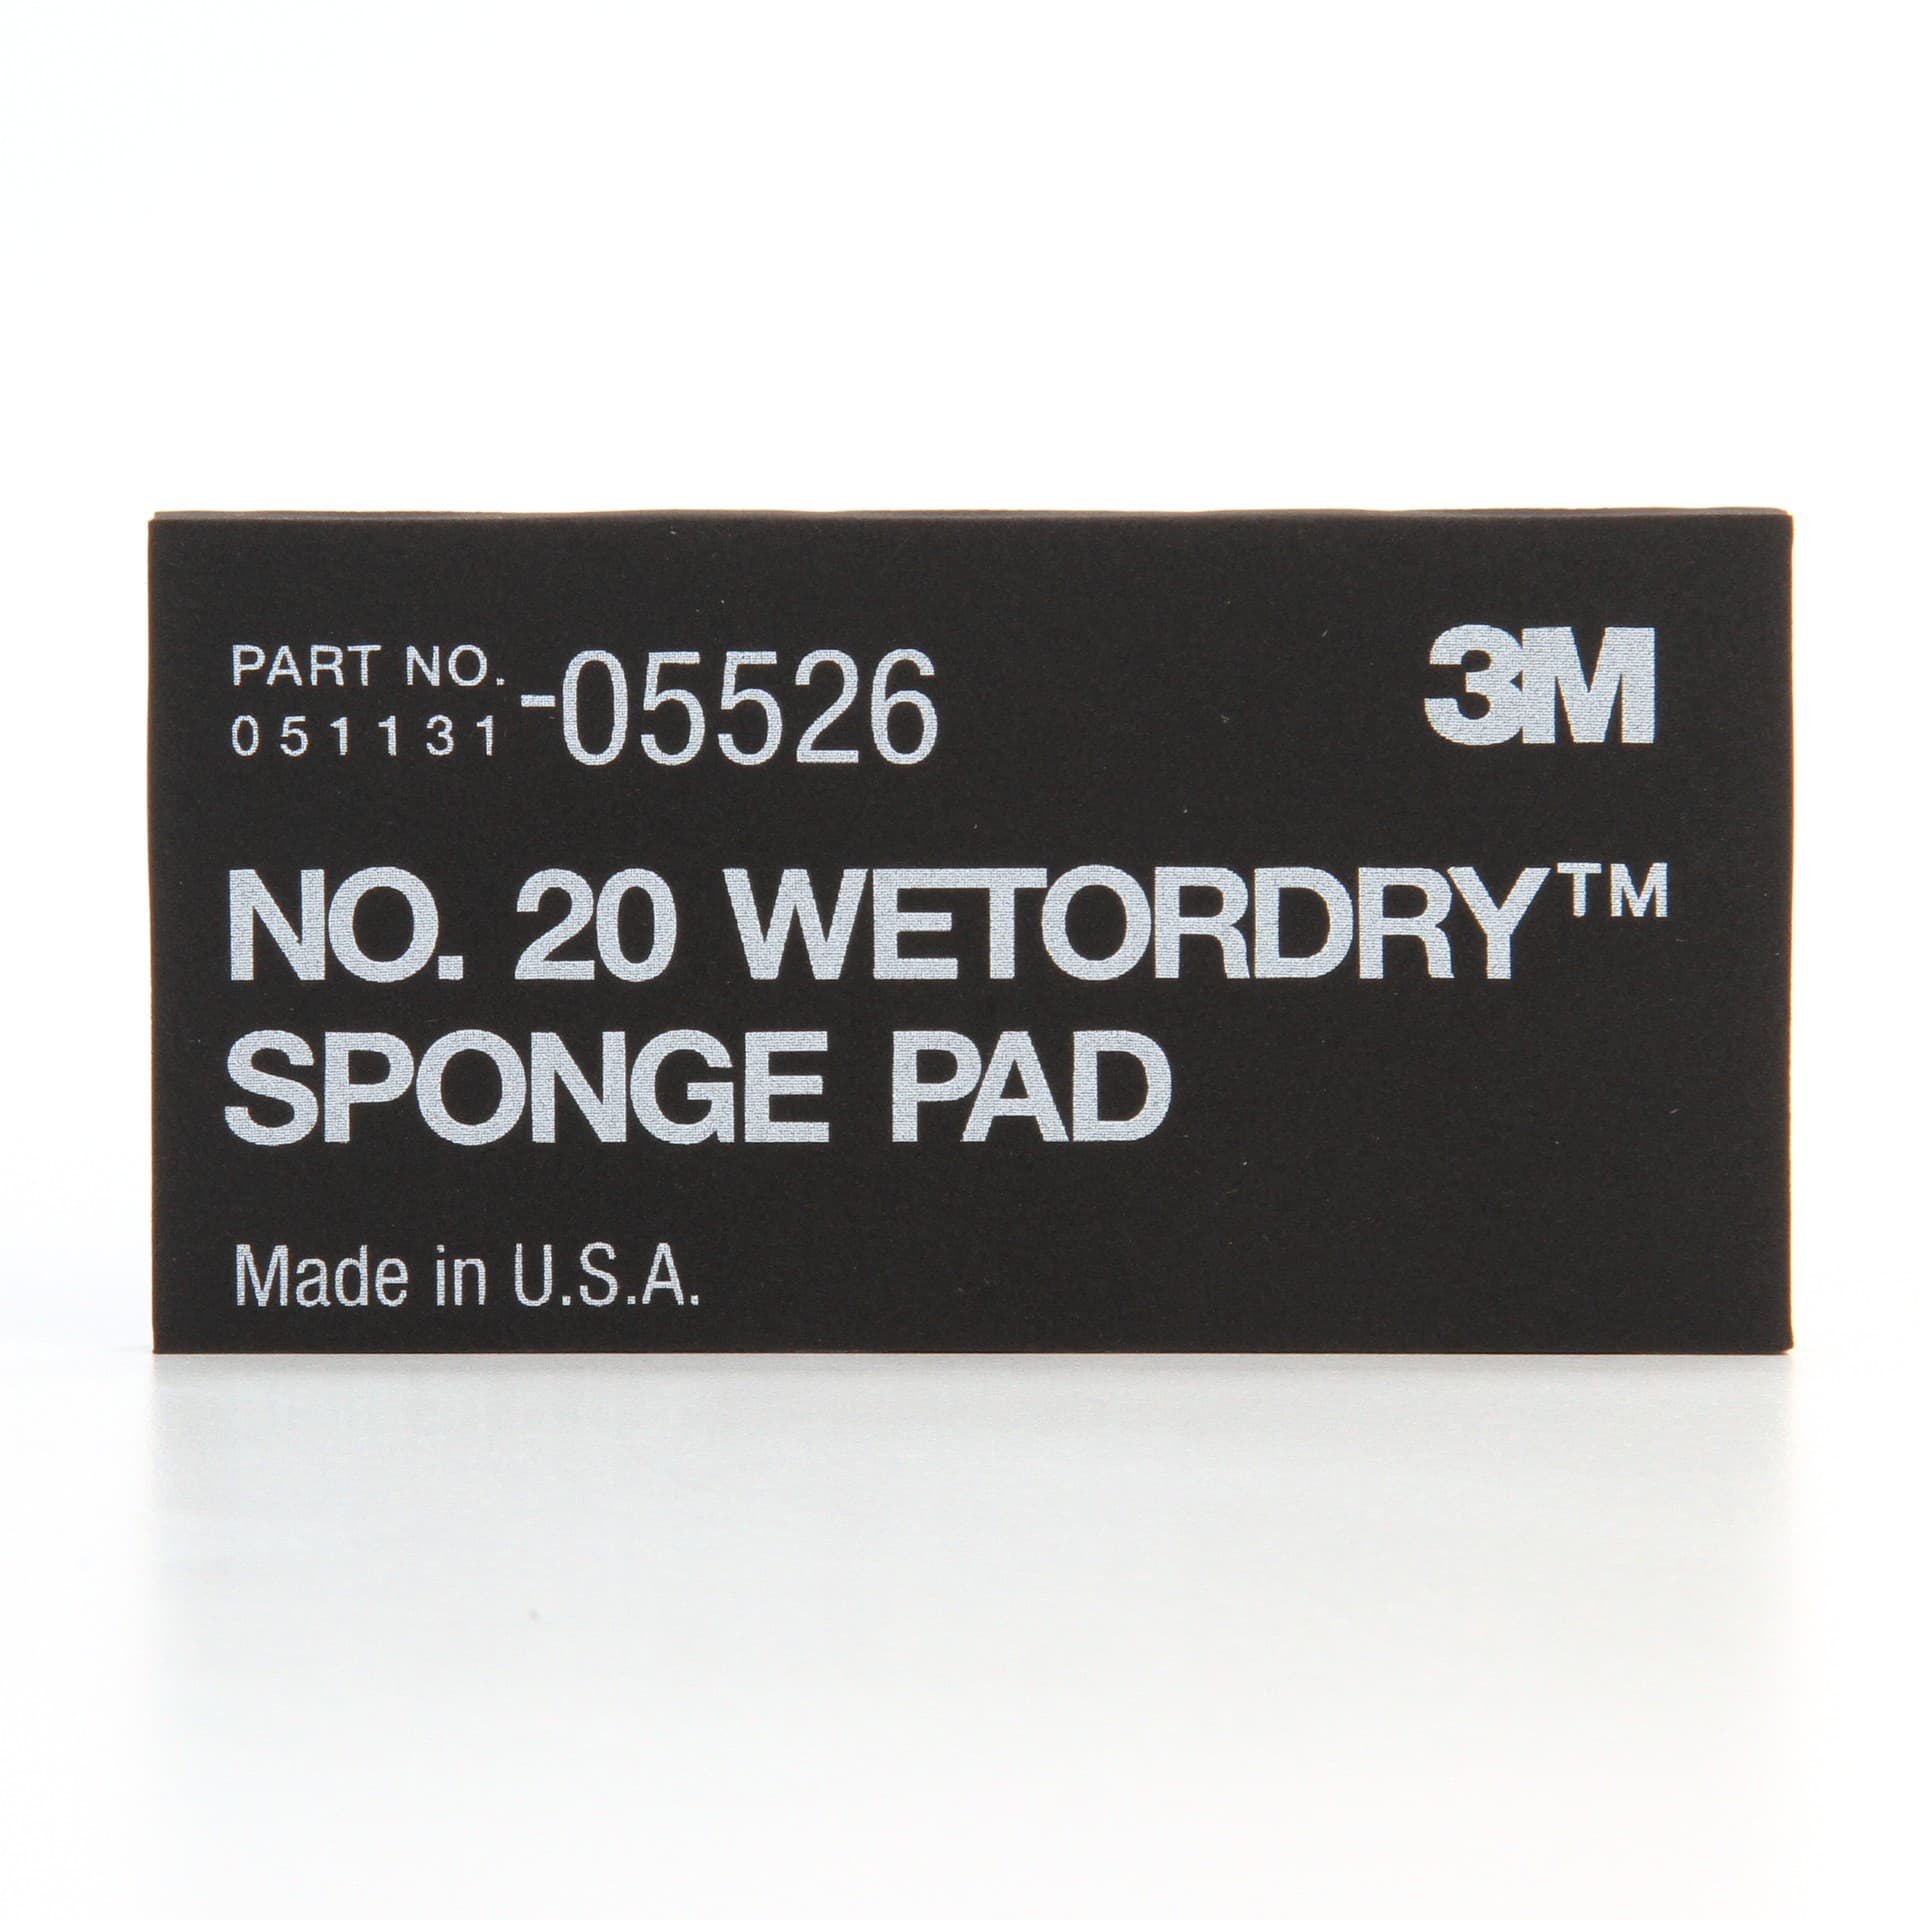 PART NO.
051131 -05526
3M
NO. 20 WETORDRY™
SPONGE PAD
Made in U.S.A.